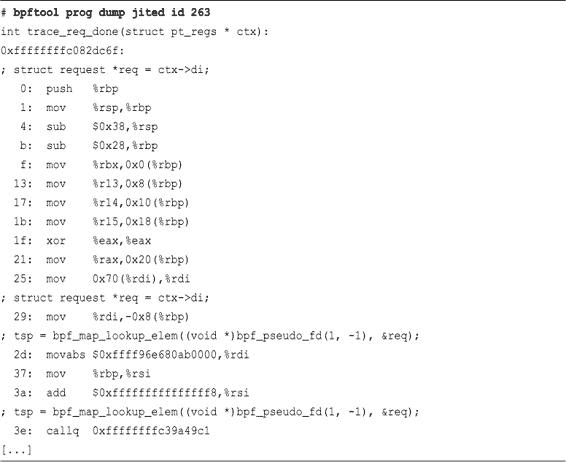 # bpftool prog dump jited id 263
int trace_req_done(struct pt_regs * ctx):
0xffffffffc082dc6f:
; struct request *req = ctx->di;
   0:  push   %rbp
   1:  mov    %rsp,%rbp
   4:  sub    $0x38,%rsp
   b:  sub    $0x28,%rbp
   f:  mov    %rbx,0x0(%rbp)
  13:  mov    %r13,0x8(%rbp)
  17:  mov    %r14,0x10(%rbp)
  1b:  mov    %r15,0x18(%rbp)
  1f:  xor    %eax,%eax
  21:  mov    %rax,0x20(%rbp)
  25:  mov    0x70(%rdi),%rdi
; struct request *req = ctx->di;
  29:  mov    %rdi,-0x8(%rbp)
; tsp = bpf_map_lookup_elem((void *)bpf_pseudo_fd(1, -1), &req);
  2d:  movabs $0xffff96e680ab0000,%rdi
  37:  mov    %rbp,%rsi
  3a:  add    $0xfffffffffffffff8,%rsi
; tsp = bpf_map_lookup_elem((void *)bpf_pseudo_fd(1, -1), &req);
  3e:  callq  0xffffffffc39a49c1
[...]